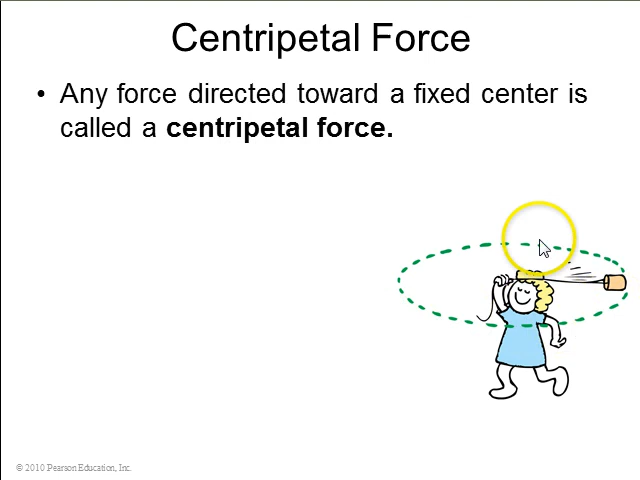 Centripetal Force
• Any force directed toward a fixed center is
called a centripetal force.
© 2010 Pearson Education, Inc.